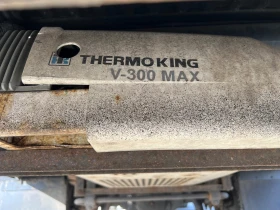 THERMO KING
V-300 MAX